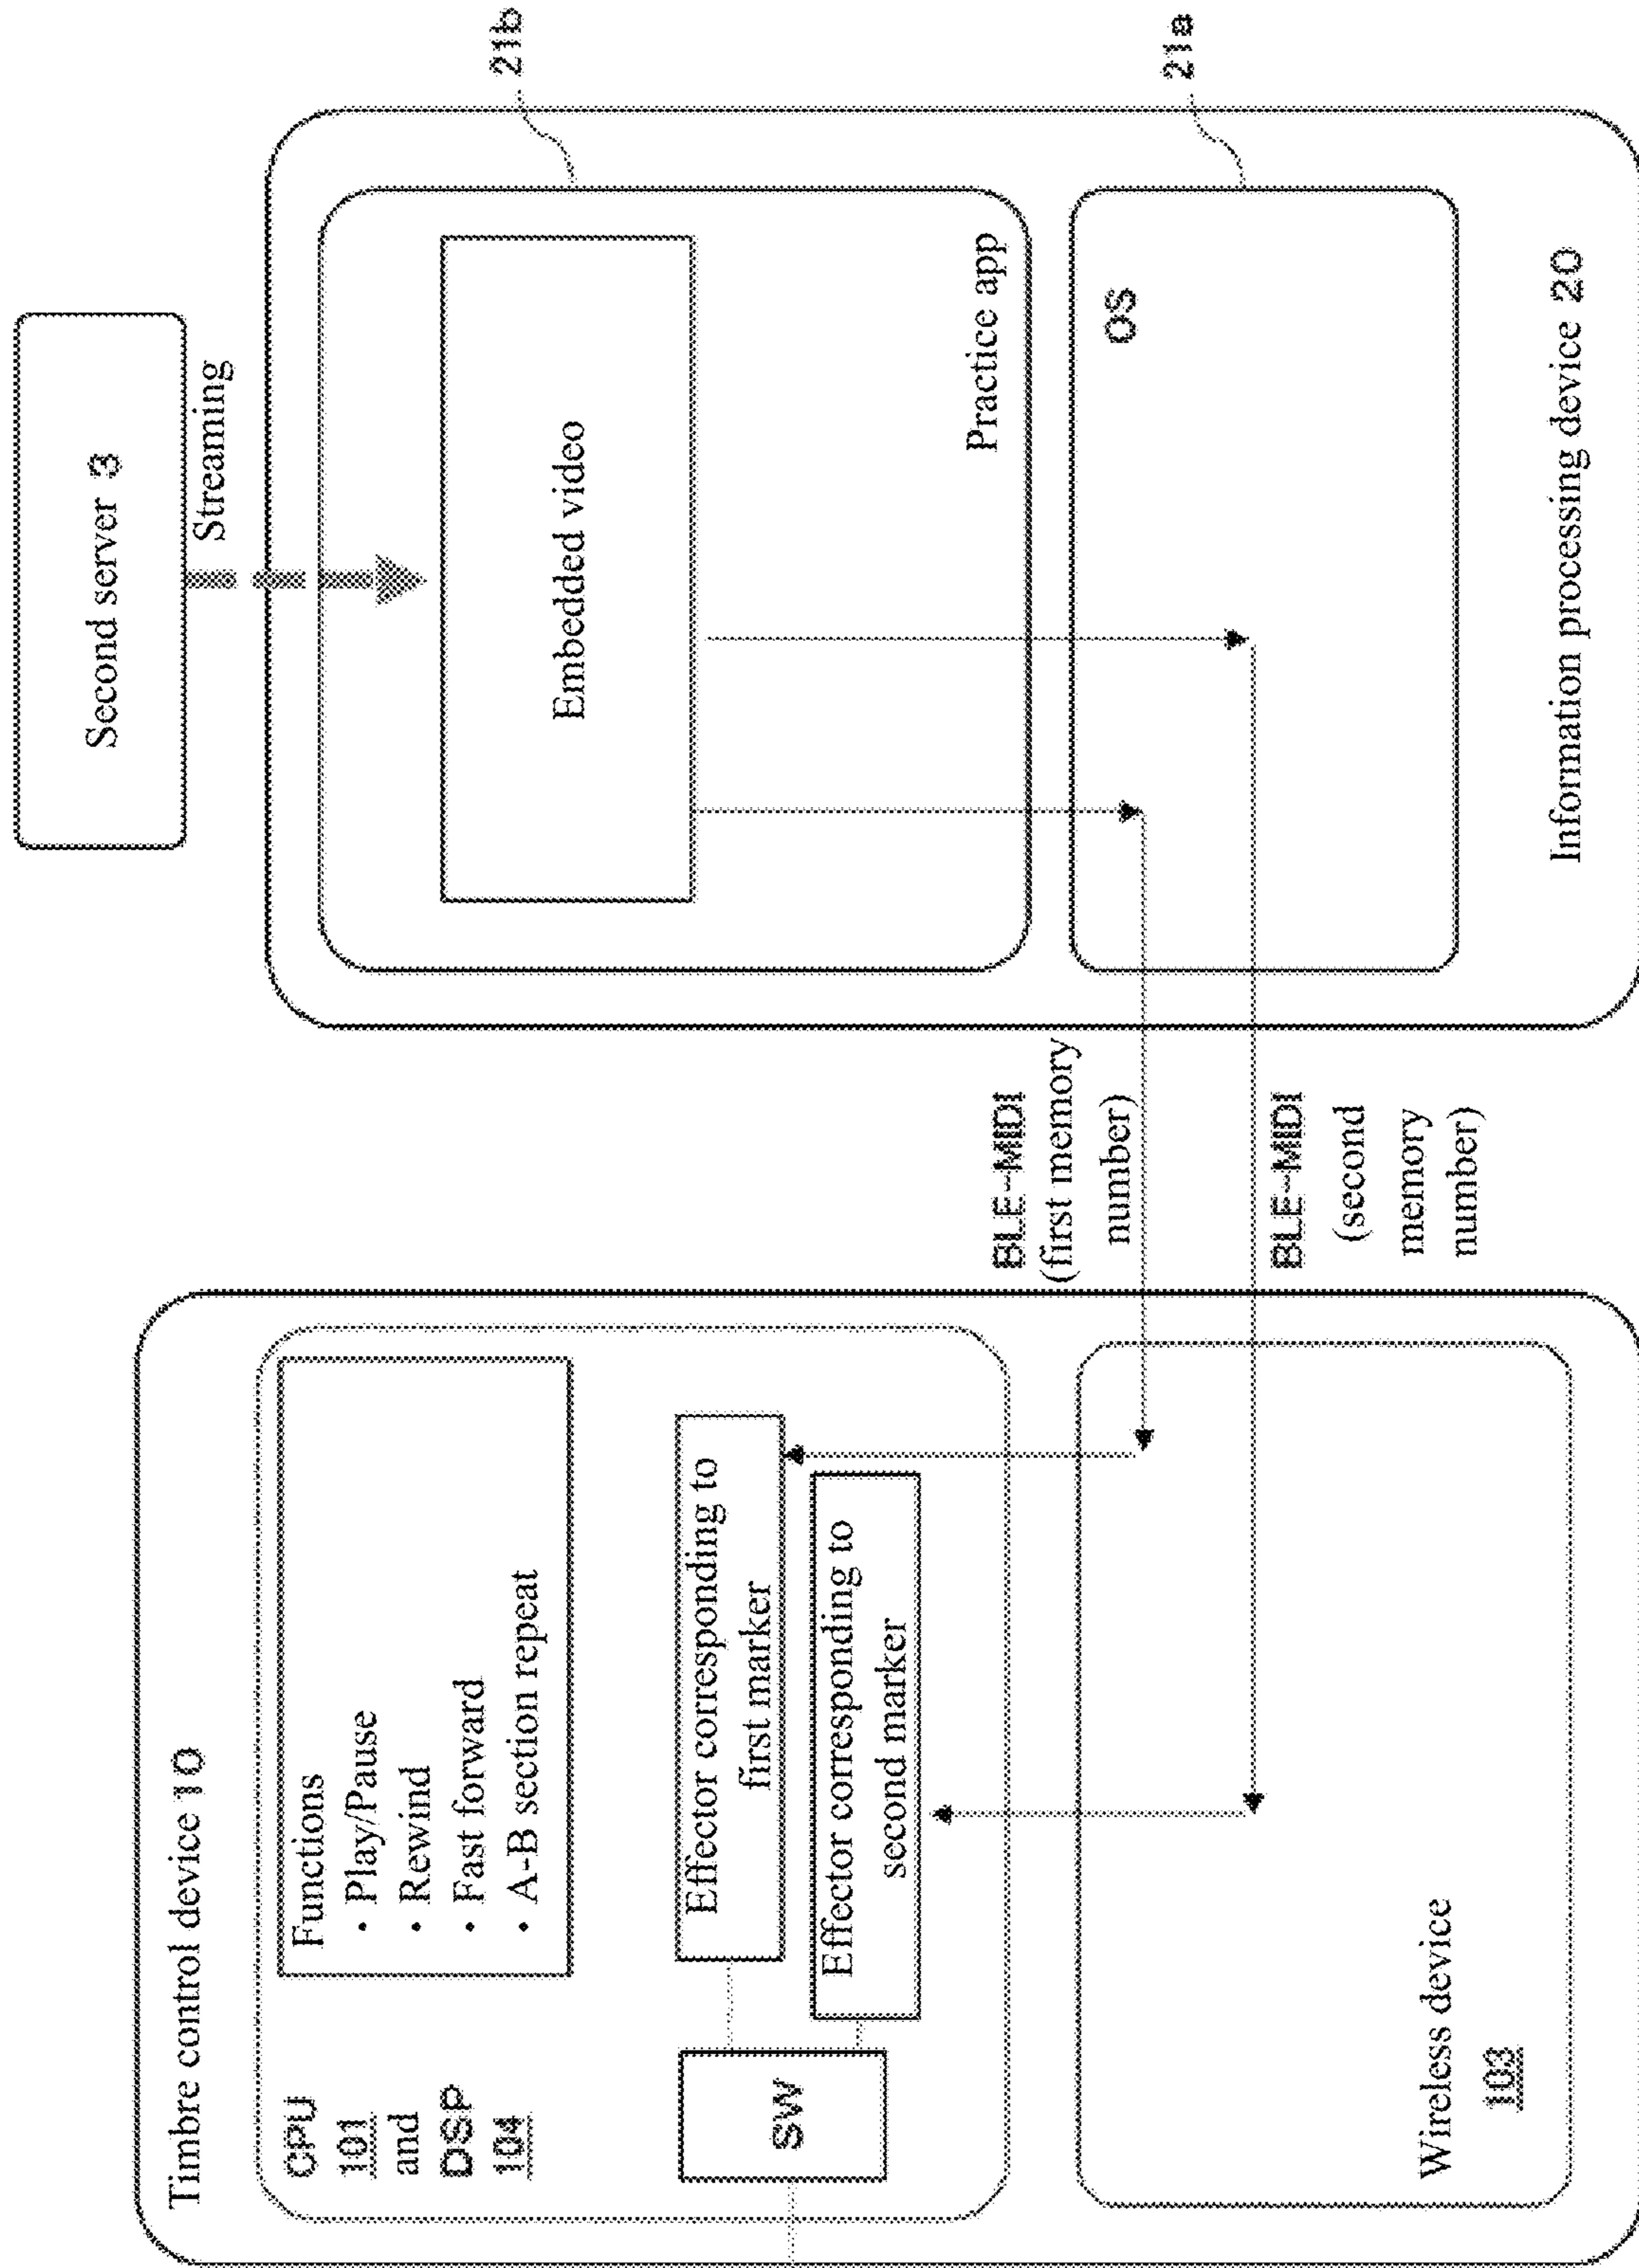 Timbre control device 10
CPU
101
and
DSP
104
Functions
• Play/Pause
• Rewind
• Fast forward
• A-B section repeat
SW
Effector corresponding to
first marker
Effector corresponding to
second marker
Wireless device
103
BLE-MIDI
(first memory
number)
BLE-MIDI
(second
memory
number)
Second server 3
Streaming
21b
Embedded video
Practice app
21a
OS
Information processing device 20